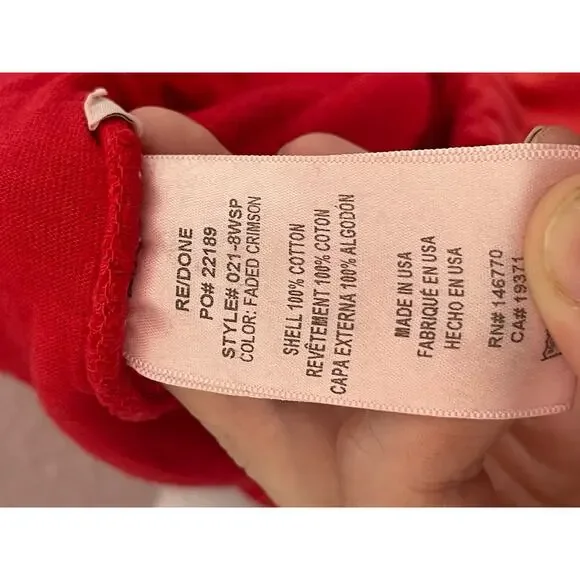 RE/DONE
PO# 22189
STYLE# 021-8WSP
COLOR: FADED CRIMSON
SHELL 100% COTTON
REVÊTEMENT 100% COTON
CAPA EXTERNA 100% ALGODÓN
MADE IN USA
FABRIQUÉ EN USA
HECHO EN USA
RN# 146770
CA# 19371